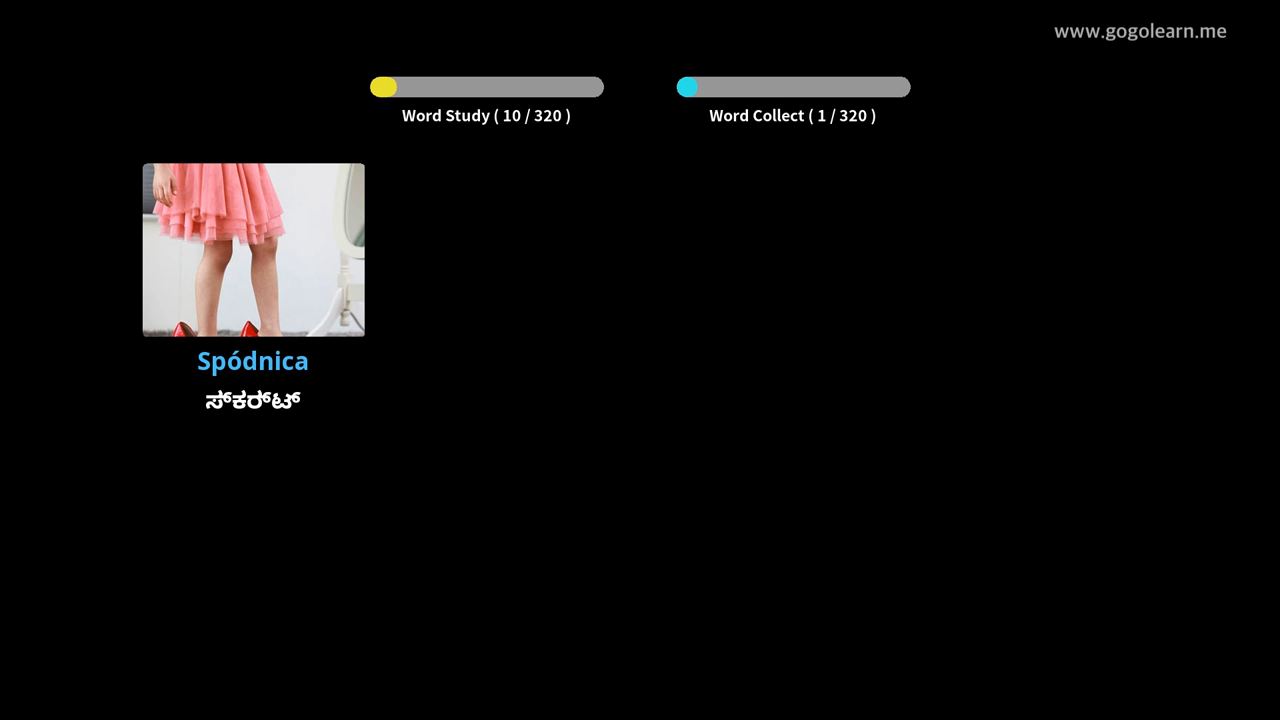 www.gogolearn.me
Word Study ( 10 / 320 )
Word Collect ( 1 / 320 )
Spódnica
ಸ್ಕರ್ಟ್